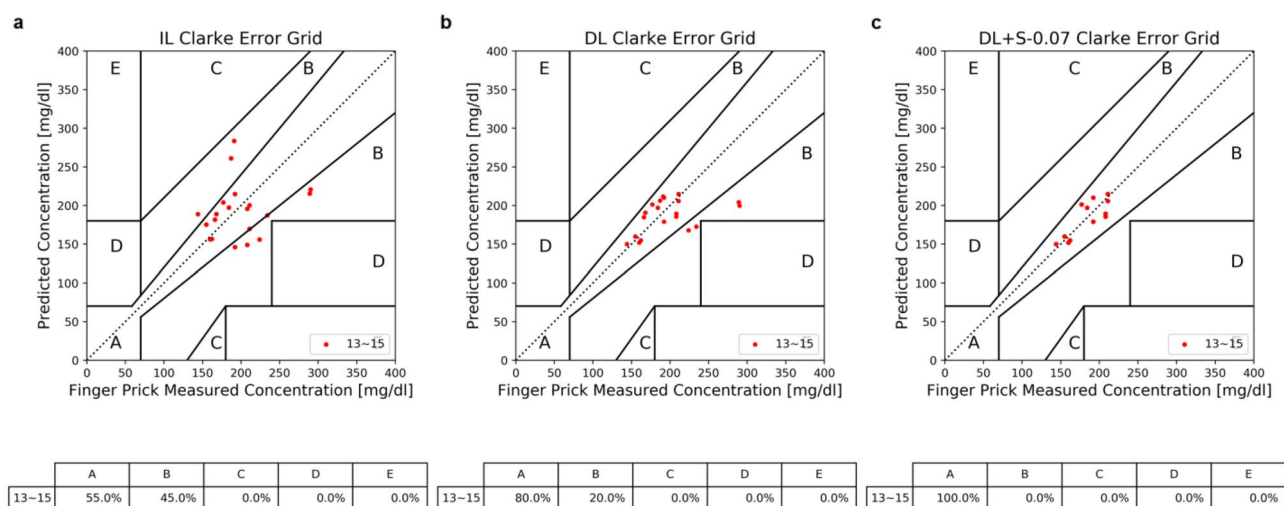 a
IL Clarke Error Grid
Predicted Concentration [mg/dl]
400
350
300
250
200
150
100
50
0
E
C
B
B
D
D
A
C
13~15
0 50 100 150 200 250 300 350 400
Finger Prick Measured Concentration [mg/dl]
A B C D E
13~15 55.0% 45.0% 0.0% 0.0% 0.0%
b
DL Clarke Error Grid
Predicted Concentration [mg/dl]
400
350
300
250
200
150
100
50
0
E
C
B
B
D
D
A
C
13~15
0 50 100 150 200 250 300 350 400
Finger Prick Measured Concentration [mg/dl]
A B C D E
13~15 80.0% 20.0% 0.0% 0.0% 0.0%
c
DL+S-0.07 Clarke Error Grid
Predicted Concentration [mg/dl]
400
350
300
250
200
150
100
50
0
E
C
B
B
D
D
A
C
13~15
0 50 100 150 200 250 300 350 400
Finger Prick Measured Concentration [mg/dl]
A B C D E
13~15 100.0% 0.0% 0.0% 0.0% 0.0%